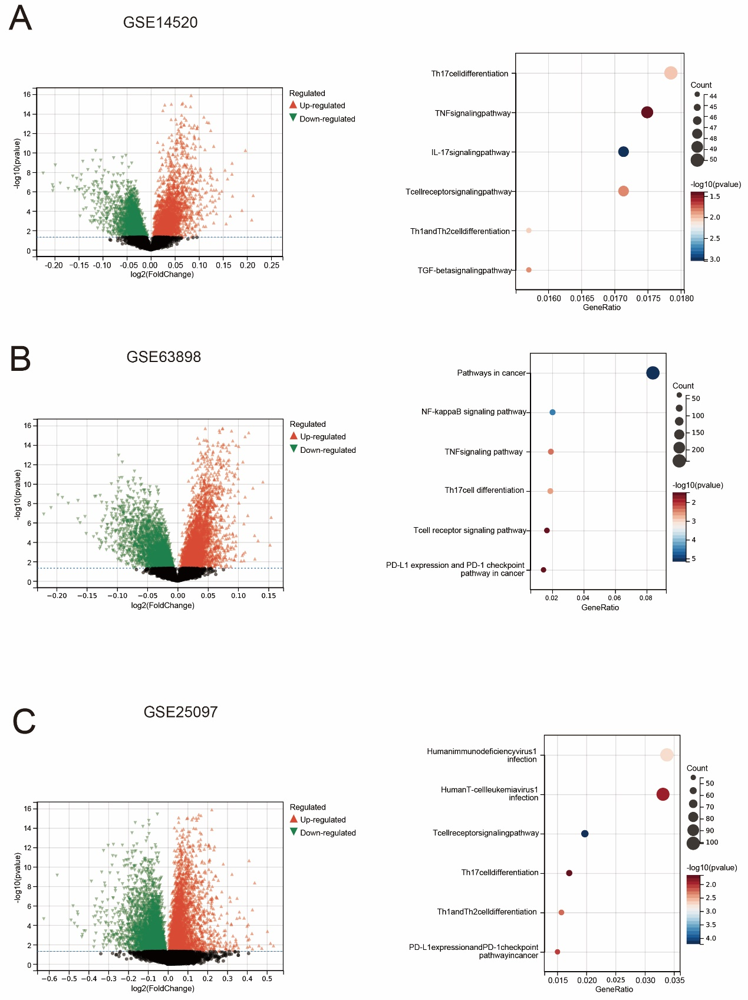 A
GSE14520
16
14
12
10
8
6
4
2
0
-log10(pvalue)
-0.20
-0.15
-0.10
-0.05
0.00
0.05
0.10
0.15
0.20
0.25
log2(FoldChange)
Regulated
Up-regulated
Down-regulated
Th17celldifferentiation
TNFsignalingpathway
IL-17signalingpathway
Tcellreceptorsignalingpathway
Th1andTh2celldifferentiation
TGF-betasignalingpathway
0.0160
0.0165
0.0170
0.0175
0.0180
GeneRatio
Count
44
45
46
47
48
49
50
-log10(pvalue)
1.5
2.0
2.5
3.0
B
GSE63898
16
14
12
10
8
6
4
2
0
-log10(pvalue)
-0.20
-0.15
-0.10
-0.05
0.00
0.05
0.10
0.15
log2(FoldChange)
Regulated
Up-regulated
Down-regulated
Pathways in cancer
NF-kappaB signaling pathway
TNFsignaling pathway
Th17cell differentiation
Tcell receptor signaling pathway
PD-L1 expression and PD-1 checkpoint
pathway in cancer
0.02
0.04
0.06
0.08
GeneRatio
Count
50
100
150
200
-log10(pvalue)
2
3
4
5
C
GSE25097
16
14
12
10
8
6
4
2
0
-log10(pvalue)
-0.6
-0.5
-0.4
-0.3
-0.2
-0.1
0.0
0.1
0.2
0.3
0.4
0.5
log2(FoldChange)
Regulated
Up-regulated
Down-regulated
Humanimmunodeficiencyvirus1
infection
HumanT-cellleukemiavirus1
infection
Tcellreceptorsignalingpathway
Th17celldifferentiation
Th1andTh2celldifferentiation
PD-L1expressionandPD-1checkpoint
pathwayincancer
0.015
0.020
0.025
0.030
0.035
GeneRatio
Count
50
60
70
80
90
100
-log10(pvalue)
2.0
2.5
3.0
3.5
4.0